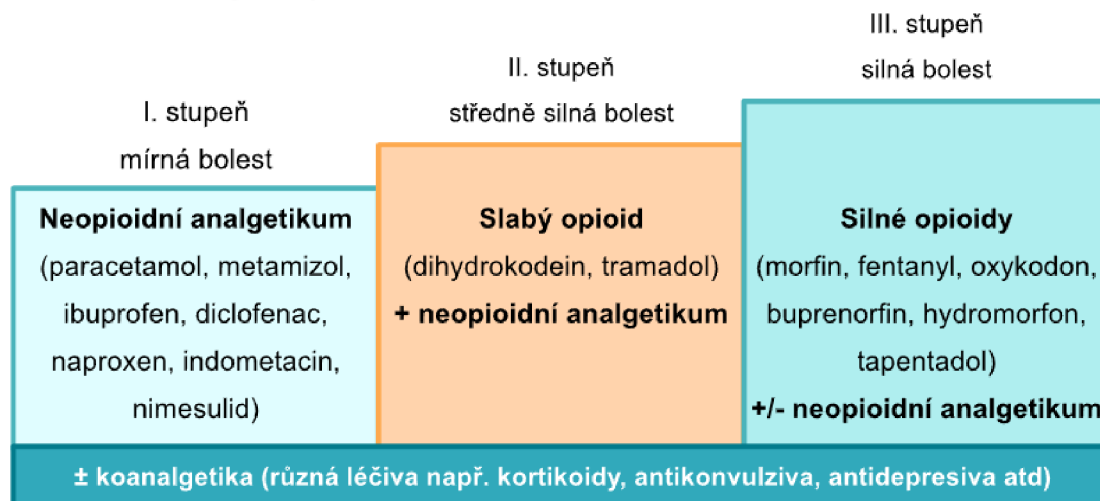 I. stupeň
mírná bolest
Neopioidní analgetikum
(paracetamol, metamizol,
ibuprofen, diclofenac,
naproxen, indometacin,
nimesulid)
II. stupeň
středně silná bolest
Slabý opioid
(dihydrokodein, tramadol)
+ neopioidní analgetikum
III. stupeň
silná bolest
Silné opioidy
(morfin, fentanyl, oxykodon,
buprenorfin, hydromorfon,
tapentadol)
+/- neopioidní analgetikum
± koanalgetika (různá léčiva např. kortikoidy, antikonvulziva, antidepresiva atd)